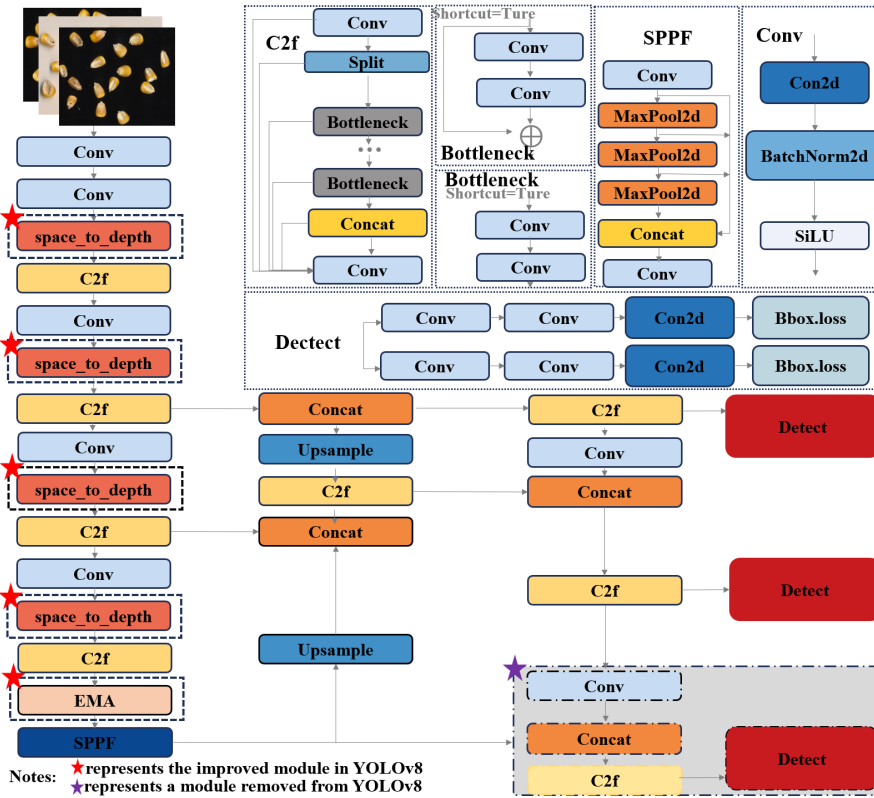 Conv
Conv
space_to_depth
C2f
Conv
space_to_depth
C2f
Conv
space_to_depth
C2f
Conv
space_to_depth
C2f
EMA
SPPF
C2f
Conv
Split
Bottleneck
Bottleneck
Concat
Conv
Shortcut=Ture
Conv
Conv
Bottleneck
Bottleneck
Shortcut=Ture
Conv
Conv
SPPF
Conv
MaxPool2d
MaxPool2d
MaxPool2d
Concat
Conv
Conv
Con2d
BatchNorm2d
SiLU
Dectect
Conv Conv Con2d Bbox.loss
Conv Conv Con2d Bbox.loss
Concat
Upsample
C2f
Concat
Upsample
C2f
Conv
Concat
C2f
Detect
Detect
Conv
Concat
C2f
Detect
Notes:
represents the improved module in YOLOv8
represents a module removed from YOLOv8